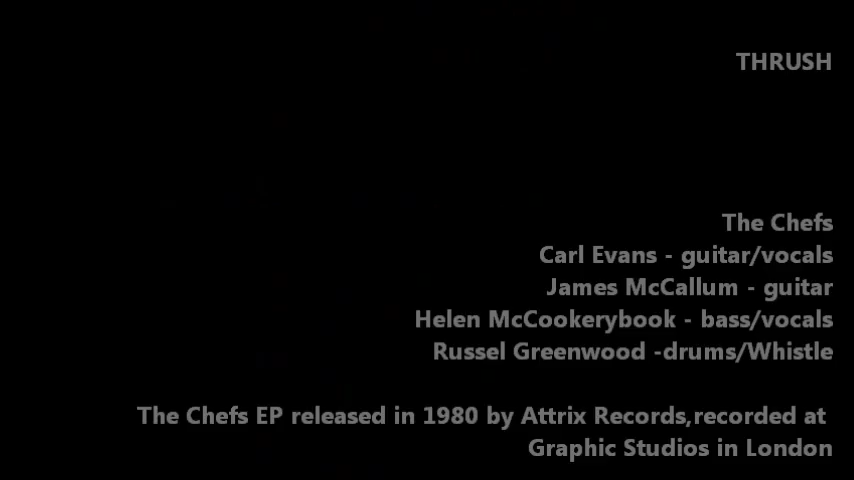 THRUSH
The Chefs
Carl Evans - guitar/vocals
James McCallum - guitar
Helen McCookerybook - bass/vocals
Russel Greenwood -drums/Whistle
The Chefs EP released in 1980 by Attrix Records,recorded at
Graphic Studios in London